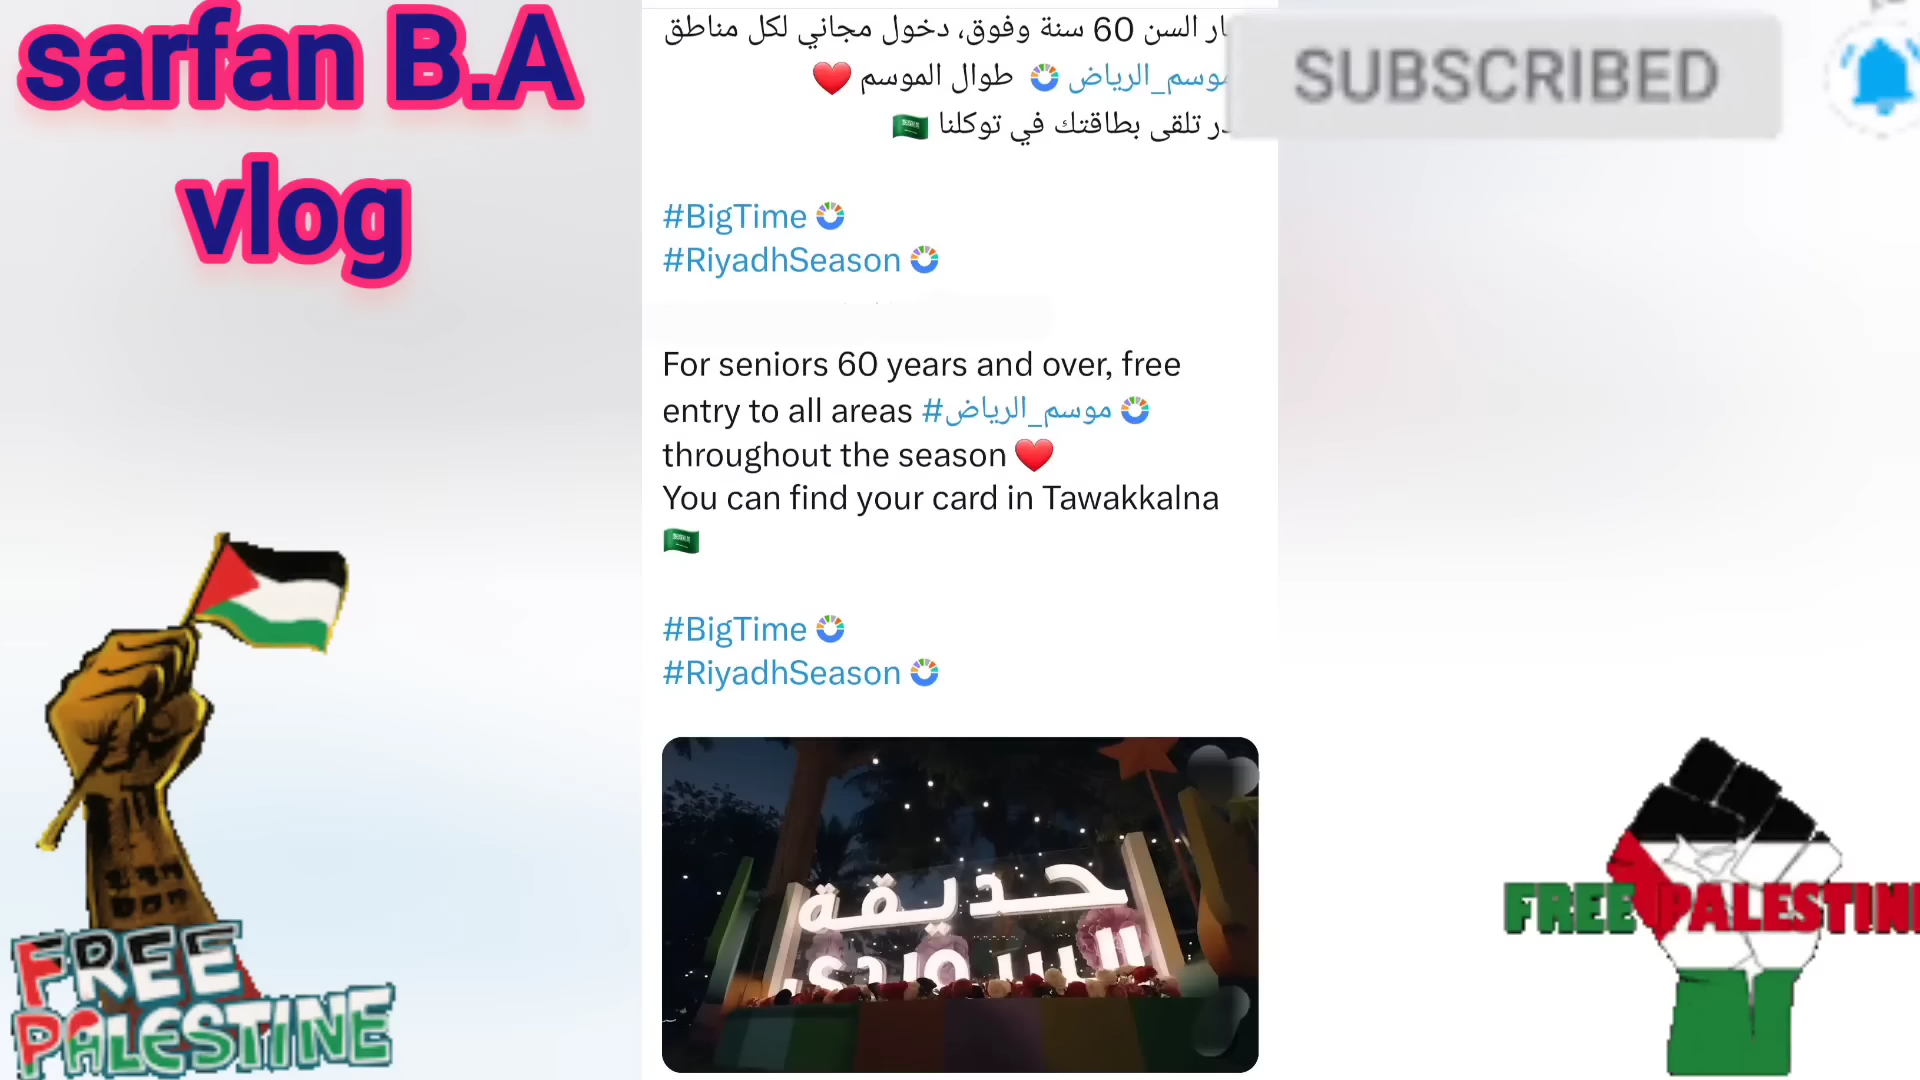 sarfan B.A
vlog
السن 60 سنة وفوق، دخول مجاني لكل مناطق
موسم_الرياض طوال الموسم
تلقى بطاقتك في توكلنا
SUBSCRIBED
#BigTime
#RiyadhSeason
For seniors 60 years and over, free
entry to all areas #موسم_الرياض
throughout the season
You can find your card in Tawakkalna
#BigTime
#RiyadhSeason
حديقة
السويدي
FREE
PALESTINE
FREE PALESTIN